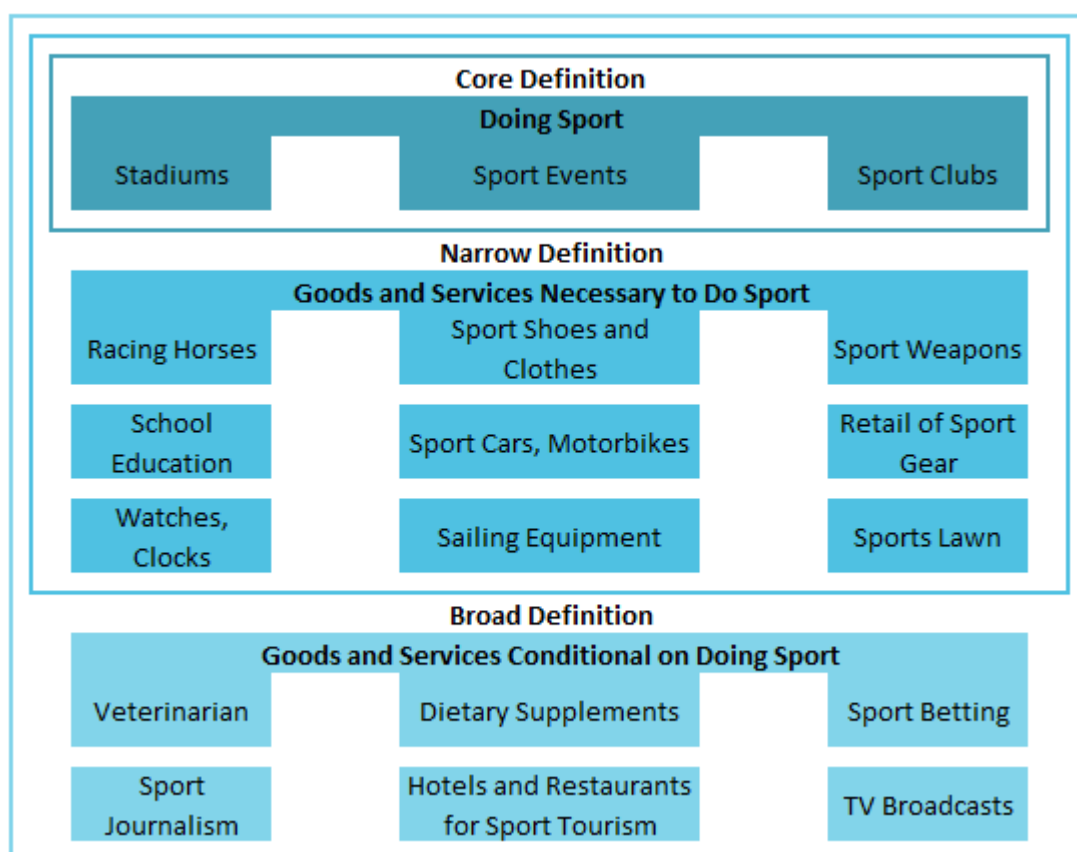 Core Definition
Doing Sport
Stadiums
Sport Events
Sport Clubs
Narrow Definition
Goods and Services Necessary to Do Sport
Racing Horses
Sport Shoes and
Clothes
Sport Weapons
School
Education
Sport Cars, Motorbikes
Retail of Sport
Gear
Watches,
Clocks
Sailing Equipment
Sports Lawn
Broad Definition
Goods and Services Conditional on Doing Sport
Veterinarian
Dietary Supplements
Sport Betting
Sport
Journalism
Hotels and Restaurants
for Sport Tourism
TV Broadcasts